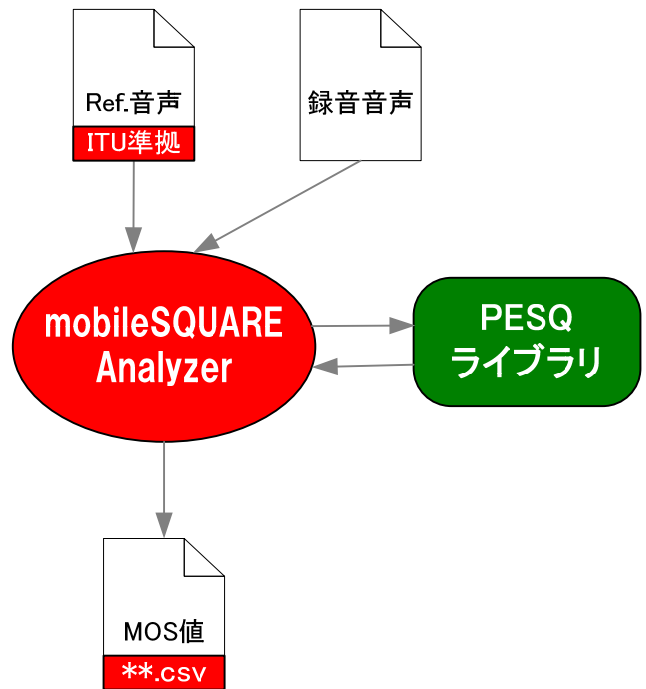 Ref.音声
ITU準拠
録音音声
mobileSQUARE
Analyzer
PESQ
ライブラリ
MOS値
**.csv